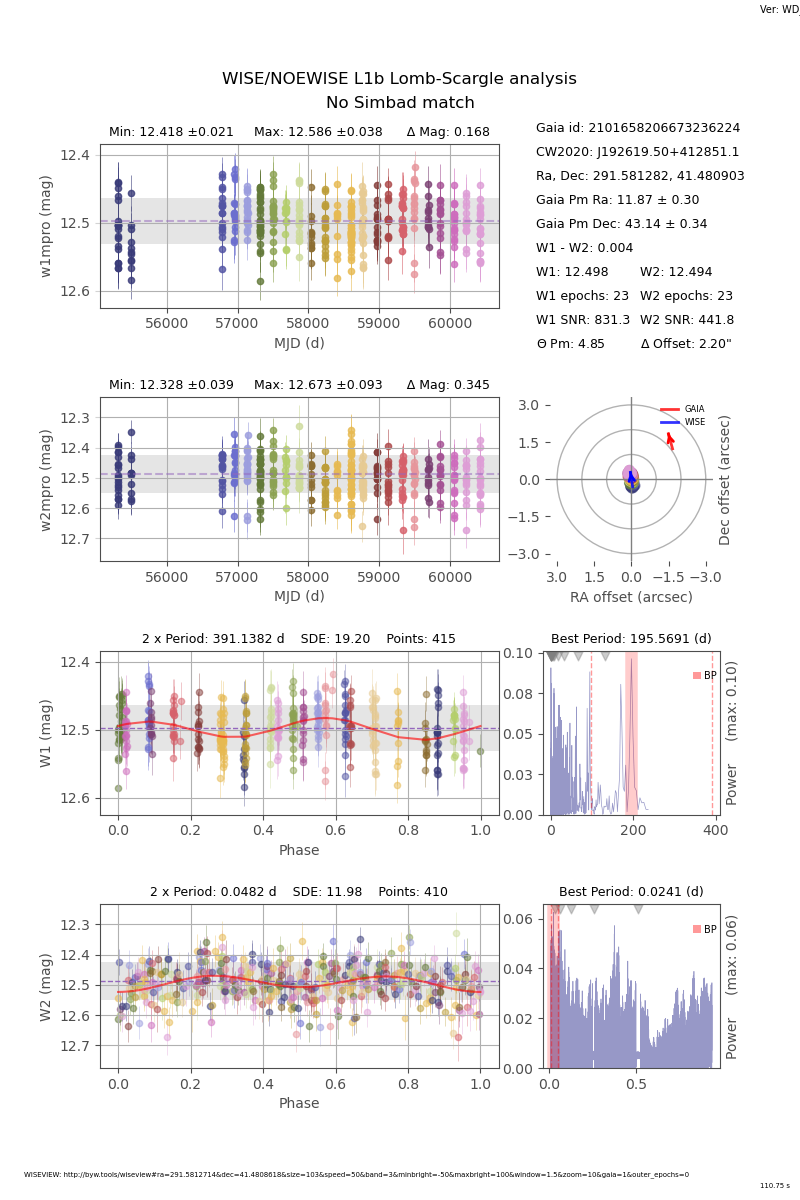 Ver: WD_
WISE/NOEWISE L1b Lomb-Scargle analysis
No Simbad match
Min: 12.418 ±0.021 Max: 12.586 ±0.038 Δ Mag: 0.168
12.4
12.5
12.6
w1mpro (mag)
56000 57000 58000 59000 60000
MJD (d)
Gaia id: 2101658206673236224
CW2020: J192619.50+412851.1
Ra, Dec: 291.581282, 41.480903
Gaia Pm Ra: 11.87 ± 0.30
Gaia Pm Dec: 43.14 ± 0.34
W1 - W2: 0.004
W1: 12.498 W2: 12.494
W1 epochs: 23 W2 epochs: 23
W1 SNR: 831.3 W2 SNR: 441.8
Θ Pm: 4.85 Δ Offset: 2.20"
Min: 12.328 ±0.039 Max: 12.673 ±0.093 Δ Mag: 0.345
12.3
12.4
12.5
12.6
12.7
w2mpro (mag)
56000 57000 58000 59000 60000
MJD (d)
GAIA
WISE
3.0
1.5
0.0
−1.5
−3.0
Dec offset (arcsec)
3.0 1.5 0.0 −1.5 −3.0
RA offset (arcsec)
2 x Period: 391.1382 d SDE: 19.20 Points: 415
12.4
12.5
12.6
W1 (mag)
0.0 0.2 0.4 0.6 0.8 1.0
Phase
Best Period: 195.5691 (d)
0.10
0.08
0.05
0.03
0.00
BP
Power (max: 0.10)
0 200 400
2 x Period: 0.0482 d SDE: 11.98 Points: 410
12.3
12.4
12.5
12.6
12.7
W2 (mag)
0.0 0.2 0.4 0.6 0.8 1.0
Phase
Best Period: 0.0241 (d)
0.06
0.04
0.02
0.00
BP
Power (max: 0.06)
0.0 0.5
WISEVIEW: http://byw.tools/wiseview#ra=291.5812714&dec=41.4808618&size=103&speed=50&band=3&minbright=-50&maxbright=100&window=1.5&zoom=10&gaia=1&outer_epochs=0
110.75 s